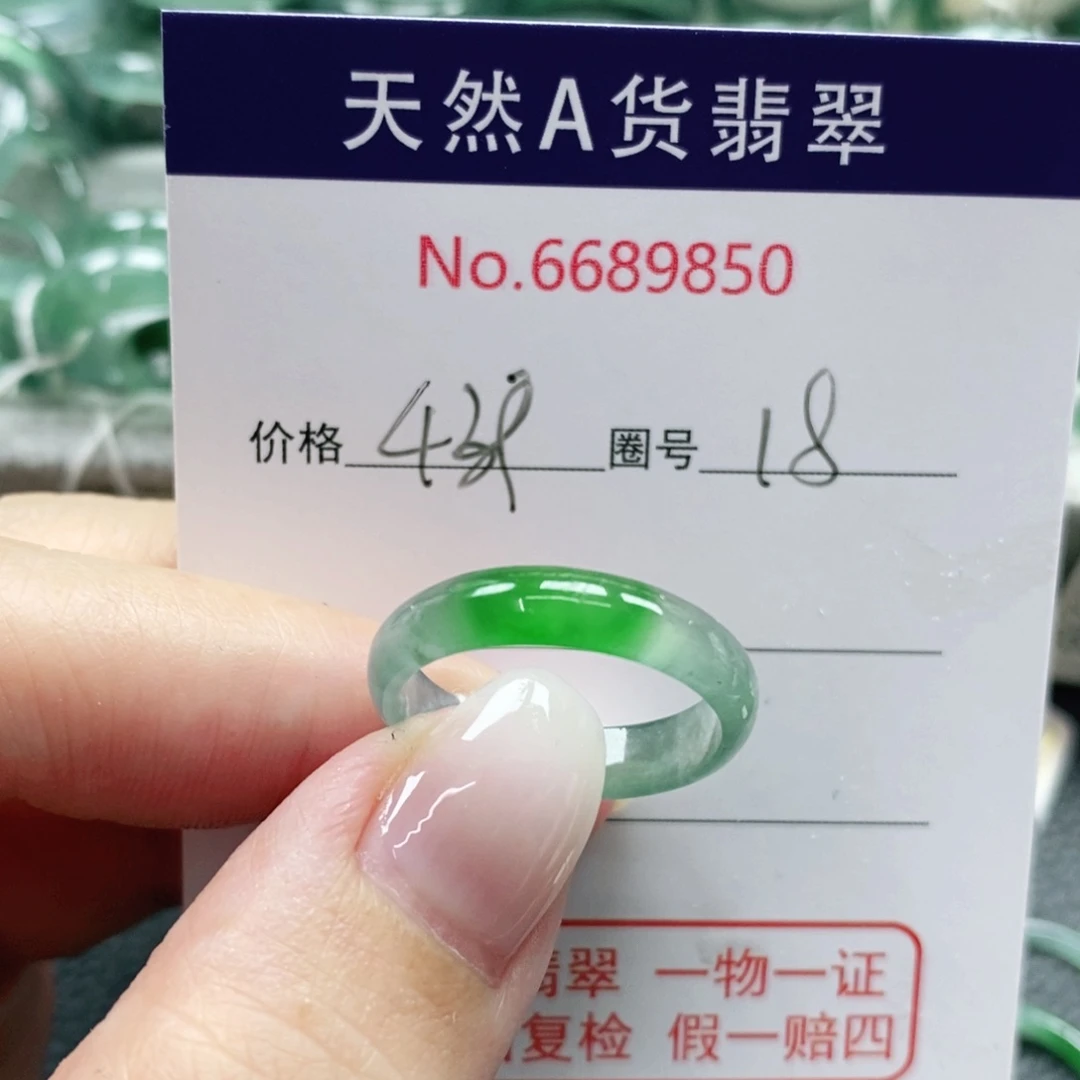 天然A货翡翠
No.6689850
价格 圈号 18
翠 一物一证
复检 假一赔四